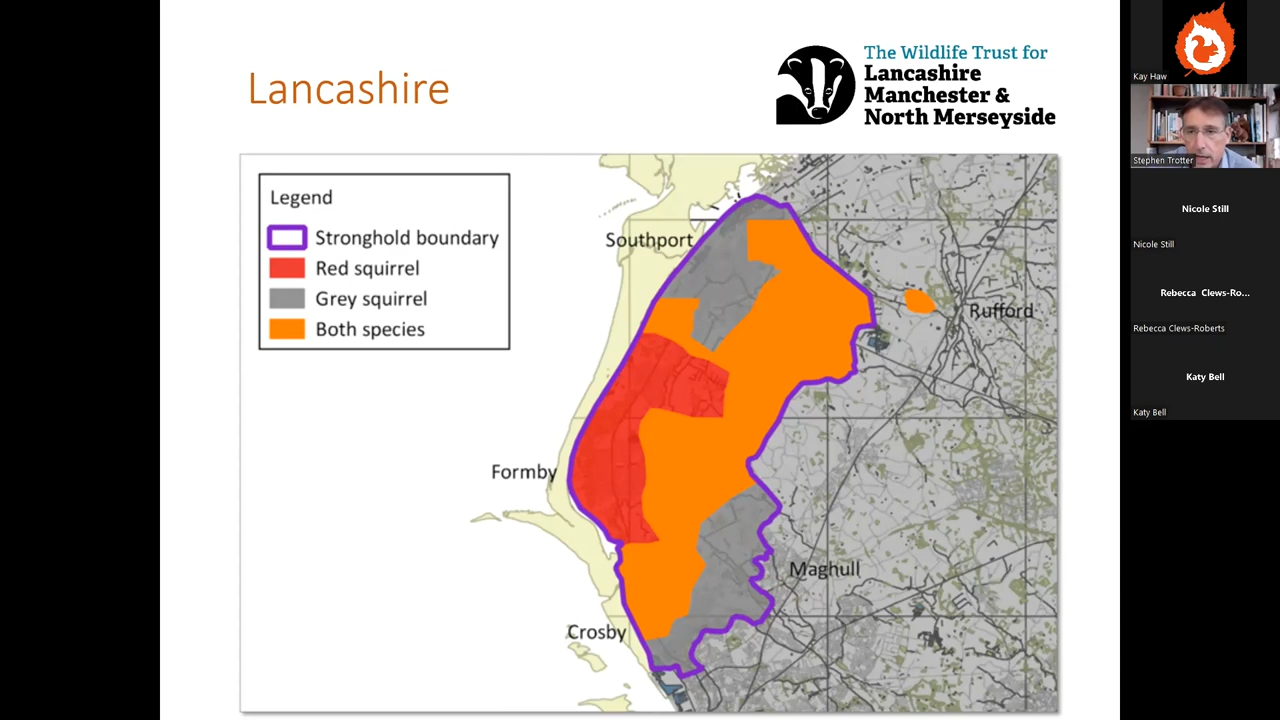 Lancashire
The Wildlife Trust for
Lancashire
Manchester &
North Merseyside
Legend
Stronghold boundary
Red squirrel
Grey squirrel
Both species
Southport
Rufford
Formby
Maghull
Crosby
Kay Haw
Stephen Trotter
Nicole Still
Nicole Still
Rebecca Clews-Ro...
Rebecca Clews-Roberts
Katy Bell
Katy Bell